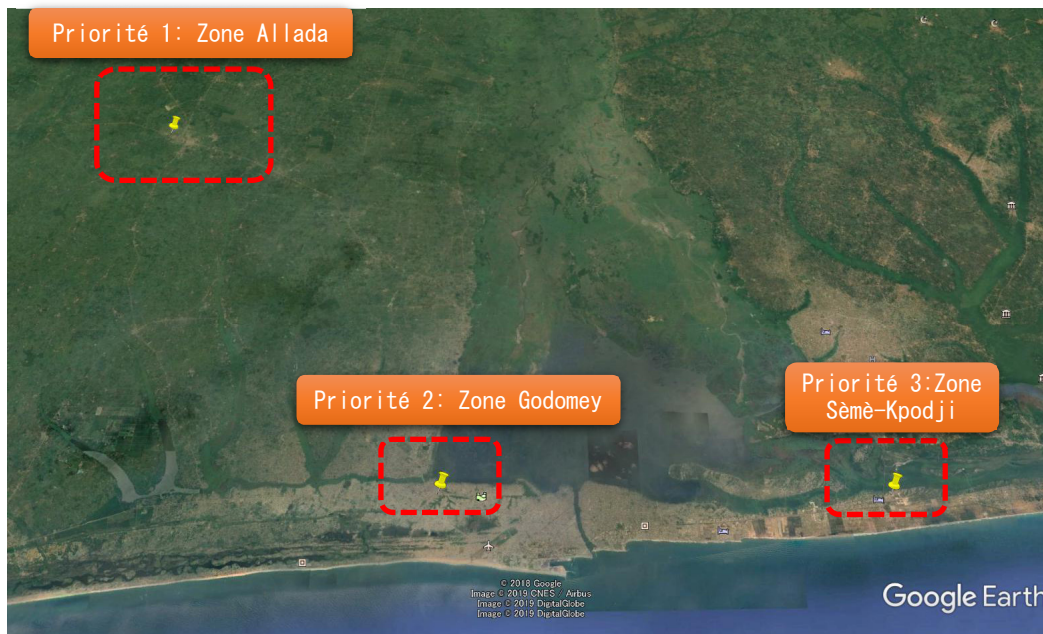 Priorité 1: Zone Allada
Priorité 2: Zone Godomey
Priorité 3:Zone
Sèmè-Kpodji
© 2018 Google
Image © 2019 CNES / Airbus
Image © 2019 DigitalGlobe
Image © 2019 DigitalGlobe
Google Earth